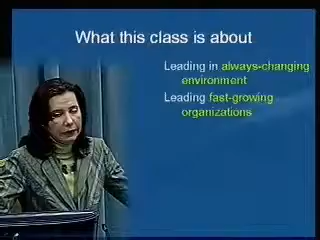 What this class is about
Leading in always-changing
environment
Leading fast-growing
organizations